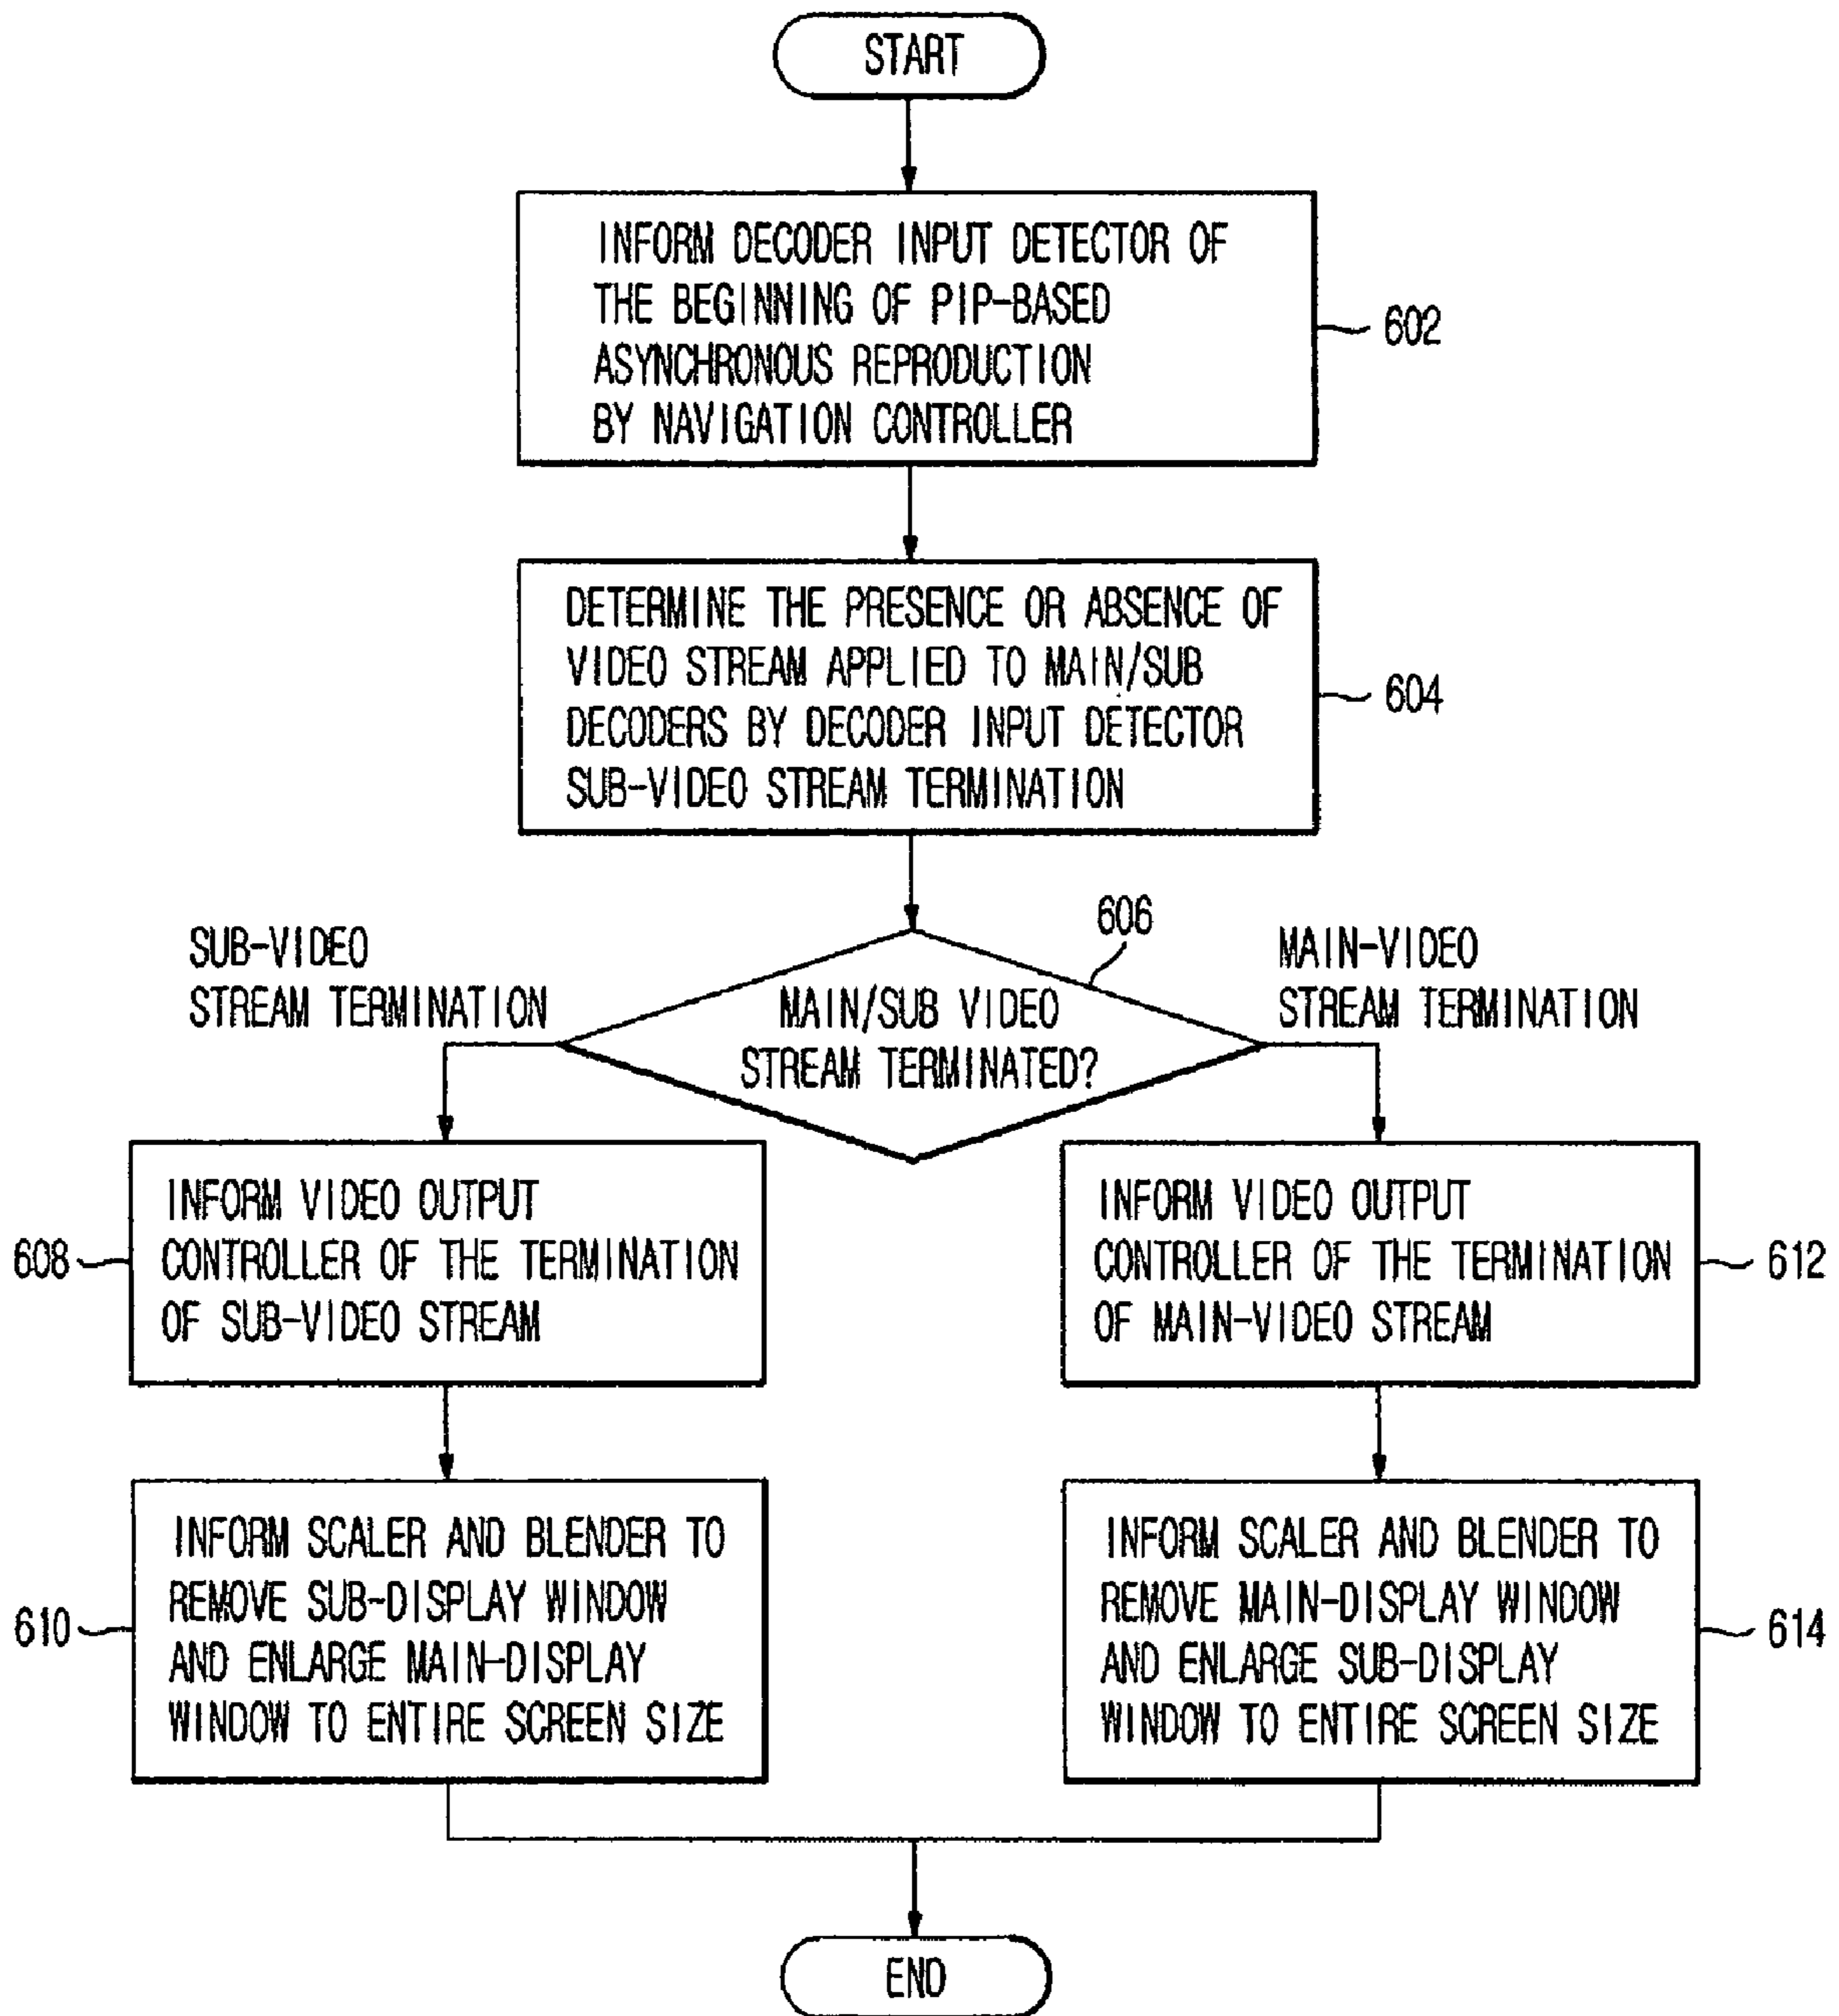 START
INFORM DECODER INPUT DETECTOR OF
THE BEGINNING OF PIP-BASED
ASYNCHRONOUS REPRODUCTION
BY NAVIGATION CONTROLLER
602
DETERMINE THE PRESENCE OR ABSENCE OF
VIDEO STREAM APPLIED TO MAIN/SUB
DECODERS BY DECODER INPUT DETECTOR
SUB-VIDEO STREAM TERMINATION
604
606
SUB-VIDEO
STREAM TERMINATION
MAIN/SUB VIDEO
STREAM TERMINATED?
MAIN-VIDEO
STREAM TERMINATION
608
INFORM VIDEO OUTPUT
CONTROLLER OF THE TERMINATION
OF SUB-VIDEO STREAM
INFORM VIDEO OUTPUT
CONTROLLER OF THE TERMINATION
OF MAIN-VIDEO STREAM
612
610
INFORM SCALER AND BLENDER TO
REMOVE SUB-DISPLAY WINDOW
AND ENLARGE MAIN-DISPLAY
WINDOW TO ENTIRE SCREEN SIZE
INFORM SCALER AND BLENDER TO
REMOVE MAIN-DISPLAY WINDOW
AND ENLARGE SUB-DISPLAY
WINDOW TO ENTIRE SCREEN SIZE
614
END